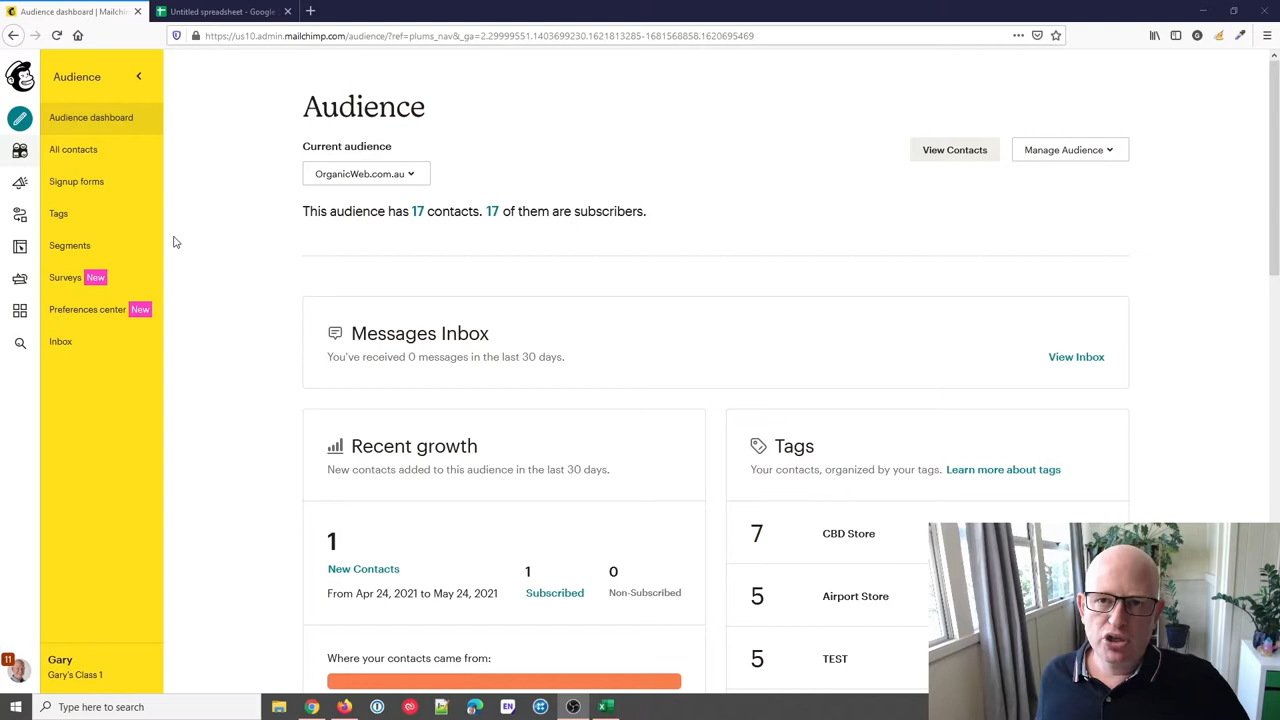 Audience dashboard | Mailchim
Untitled spreadsheet - Google
https://us10.admin.mailchimp.com/audience/?ref=plums_nav&_ga=2.29999551.1403699230.1621813285-1681568858.1620695469
Audience
Audience dashboard
All contacts
Signup forms
Tags
Segments
Surveys New
Preferences center New
Inbox
11
Gary
Gary's Class 1
Audience
Current audience
OrganicWeb.com.au
View Contacts
Manage Audience
This audience has 17 contacts. 17 of them are subscribers.
Messages Inbox
You've received 0 messages in the last 30 days.
View Inbox
Recent growth
New contacts added to this audience in the last 30 days.
1
New Contacts
From Apr 24, 2021 to May 24, 2021
1
Subscribed
0
Non-Subscribed
Where your contacts came from:
Tags
Your contacts, organized by your tags. Learn more about tags
7 CBD Store
5 Airport Store
5 TEST
Type here to search
EN